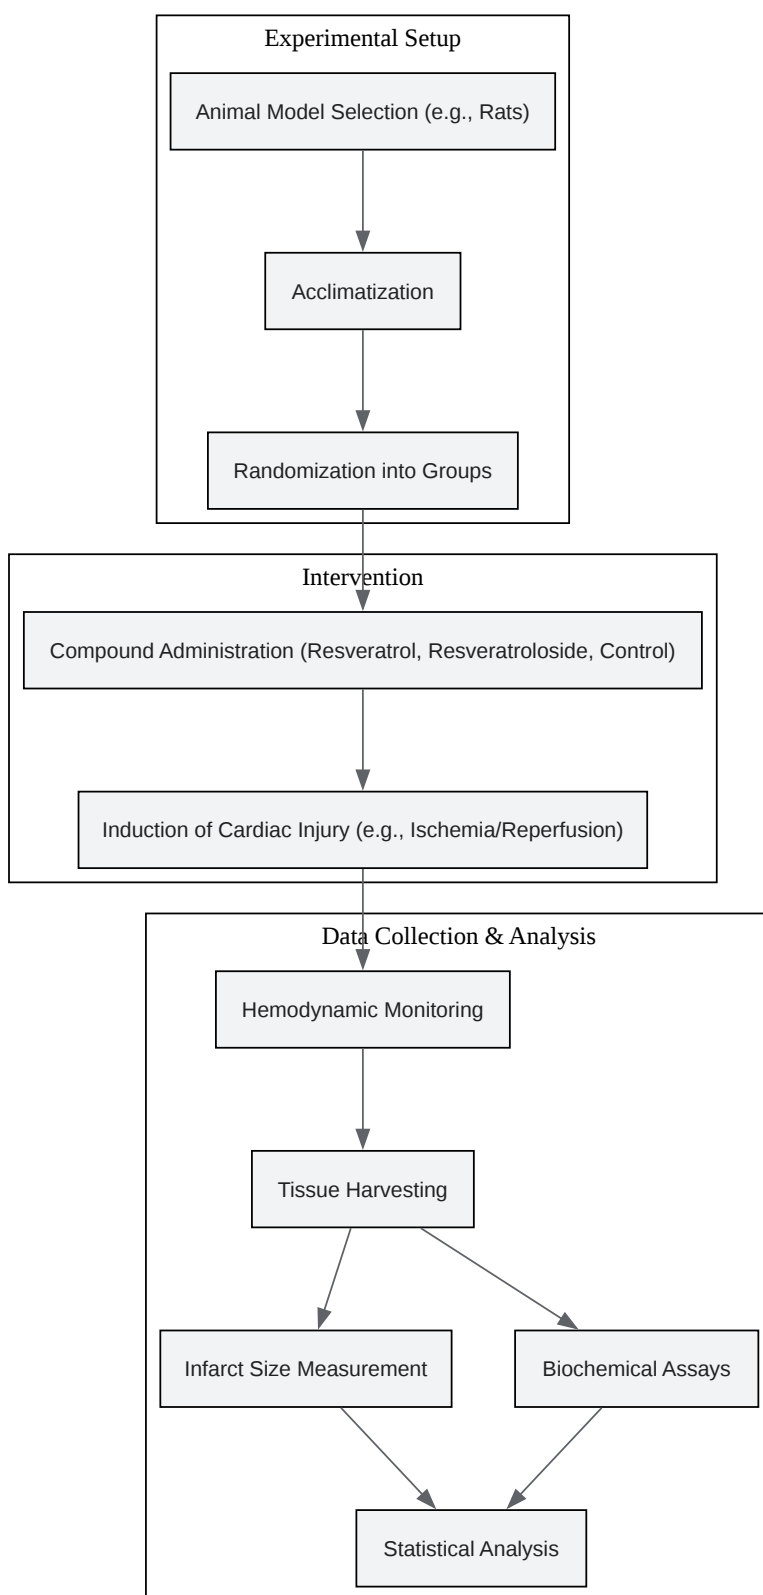 Experimental Setup
Animal Model Selection (e.g., Rats)
Acclimatization
Randomization into Groups
Intervention
Compound Administration (Resveratrol, Resveratroloside, Control)
Induction of Cardiac Injury (e.g., Ischemia/Reperfusion)
Data Collection & Analysis
Hemodynamic Monitoring
Tissue Harvesting
Infarct Size Measurement
Biochemical Assays
Statistical Analysis